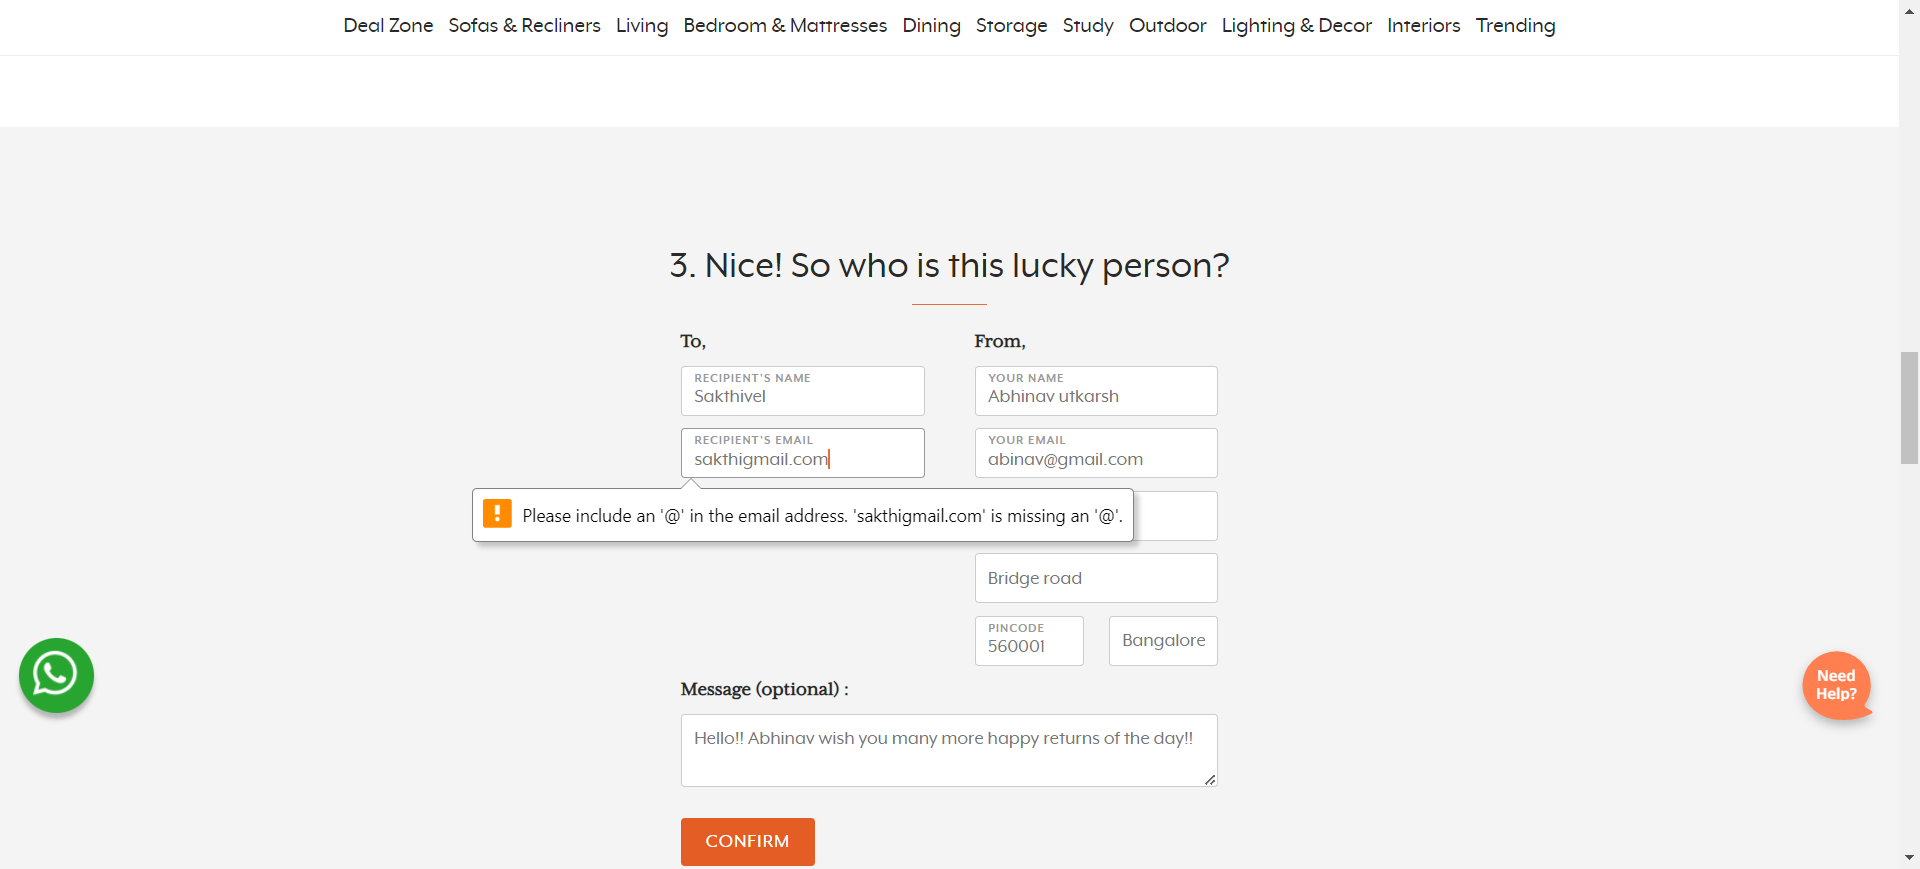 Deal Zone Sofas & Recliners Living Bedroom & Mattresses Dining Storage Study Outdoor Lighting & Decor Interiors Trending
3. Nice! So who is this lucky person?
To,
From,
RECIPIENT'S NAME
Sakthivel
YOUR NAME
Abhinav utkarsh
RECIPIENT'S EMAIL
sakthigmail.com
YOUR EMAIL
abinav@gmail.com
! Please include an '@' in the email address. 'sakthigmail.com' is missing an '@'.
Bridge road
PINCODE
560001
Bangalore
Need
Help?
Message (optional) :
Hello!! Abhinav wish you many more happy returns of the day!!
CONFIRM